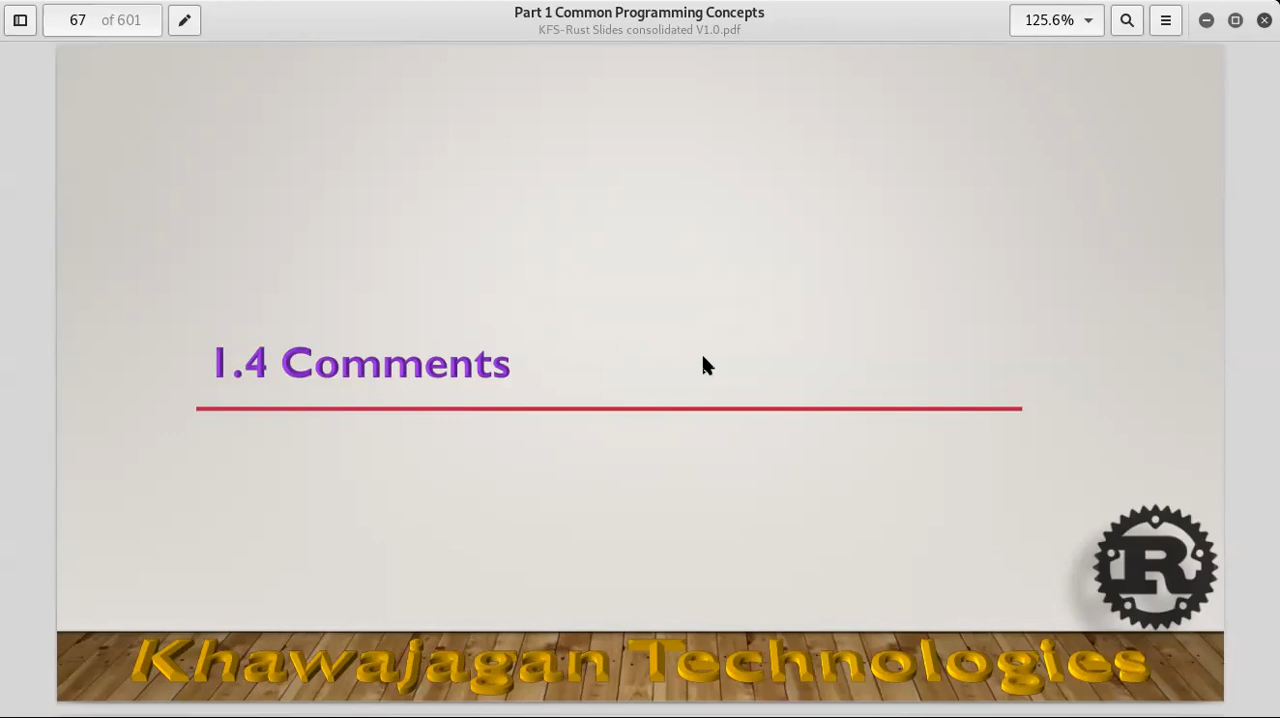 67 of 601
Part 1 Common Programming Concepts
KFS-Rust Slides consolidated V1.0.pdf
125.6%
1.4 Comments
R
Khawajagan Technologies